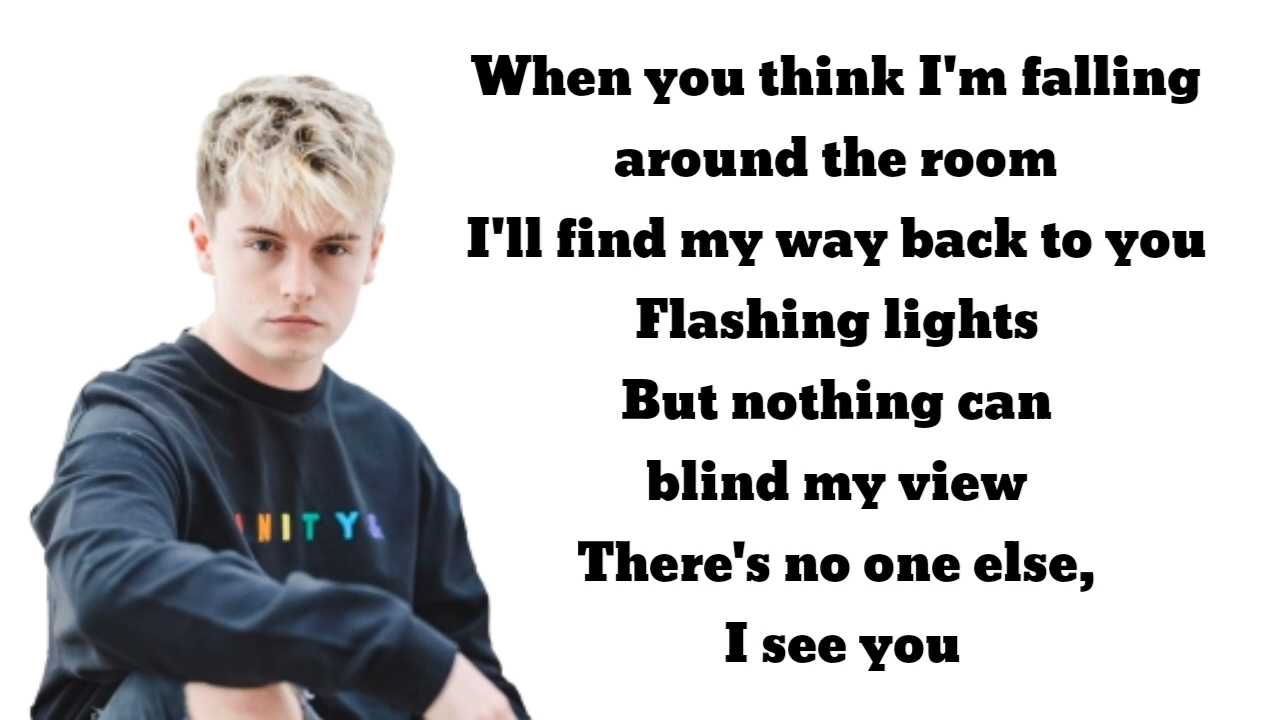 When you think I'm falling
around the room
I'll find my way back to you
Flashing lights
But nothing can
blind my view
There's no one else,
I see you
NITY